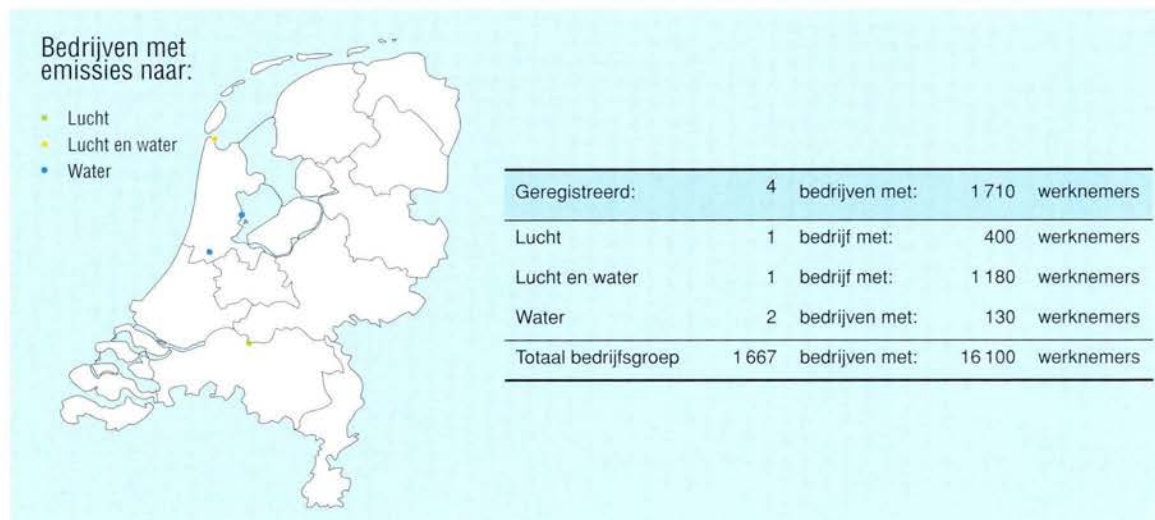 Bedrijven met
emissies naar:
Lucht
Lucht en water
Water
Geregistreerd: 4 bedrijven met: 1 710 werknemers
Lucht 1 bedrijf met: 400 werknemers
Lucht en water 1 bedrijf met: 1 180 werknemers
Water 2 bedrijven met: 130 werknemers
Totaal bedrijfsgroep 1 667 bedrijven met: 16 100 werknemers